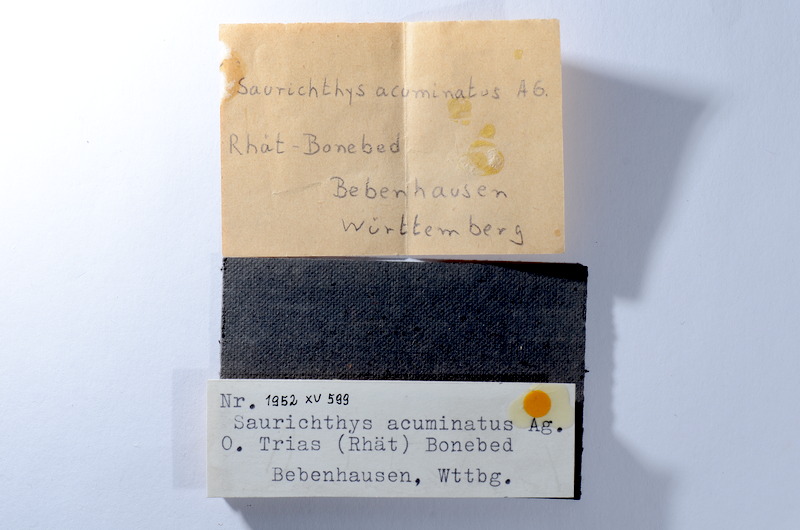 Saurichthys acuminatus AG.
Rhät-Bonebed
Bebenhausen
Württemberg
Nr. 1952 XV 599
Saurichthys acuminatus Ag.
O. Trias (Rhät) Bonebed
Bebenhausen, Wttbg.